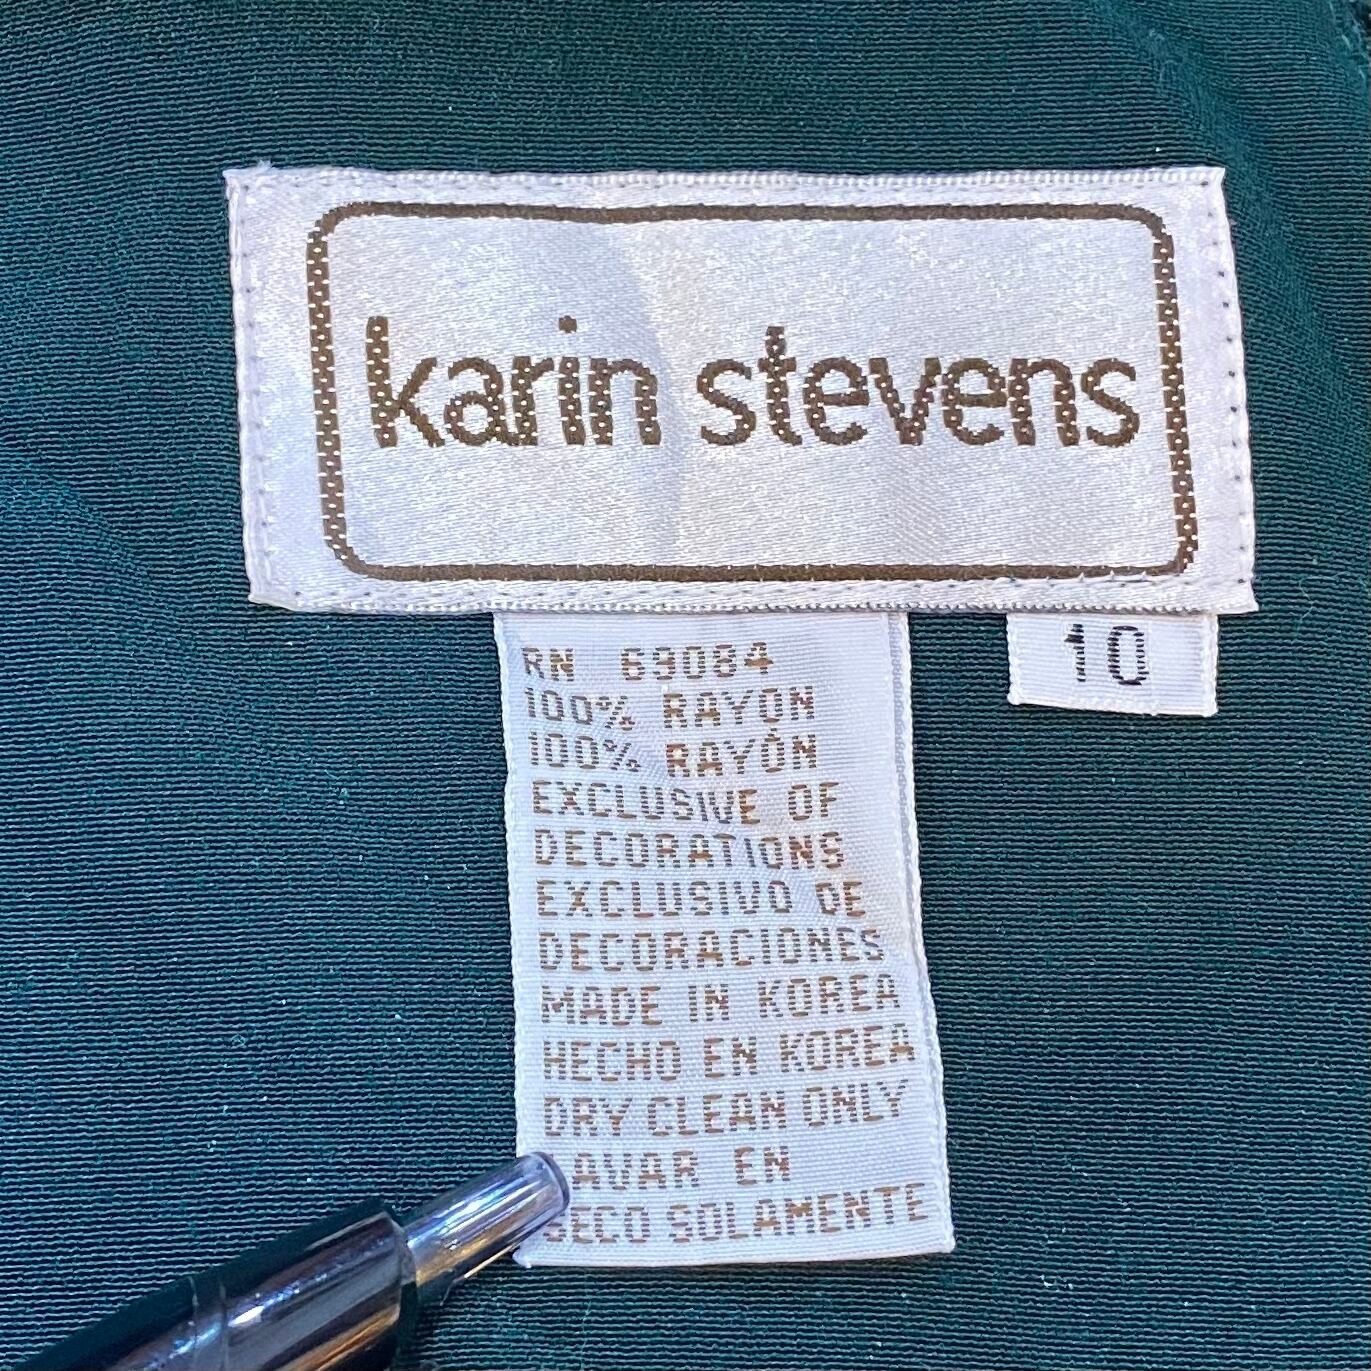 karin stevens
10
RN 69084
100% RAYON
100% RAYÓN
EXCLUSIVE OF
DECORATIONS
EXCLUSIVO DE
DECORACIONES
MADE IN KOREA
HECHO EN KOREA
DRY CLEAN ONLY
LAVAR EN
SECO SOLAMENTE